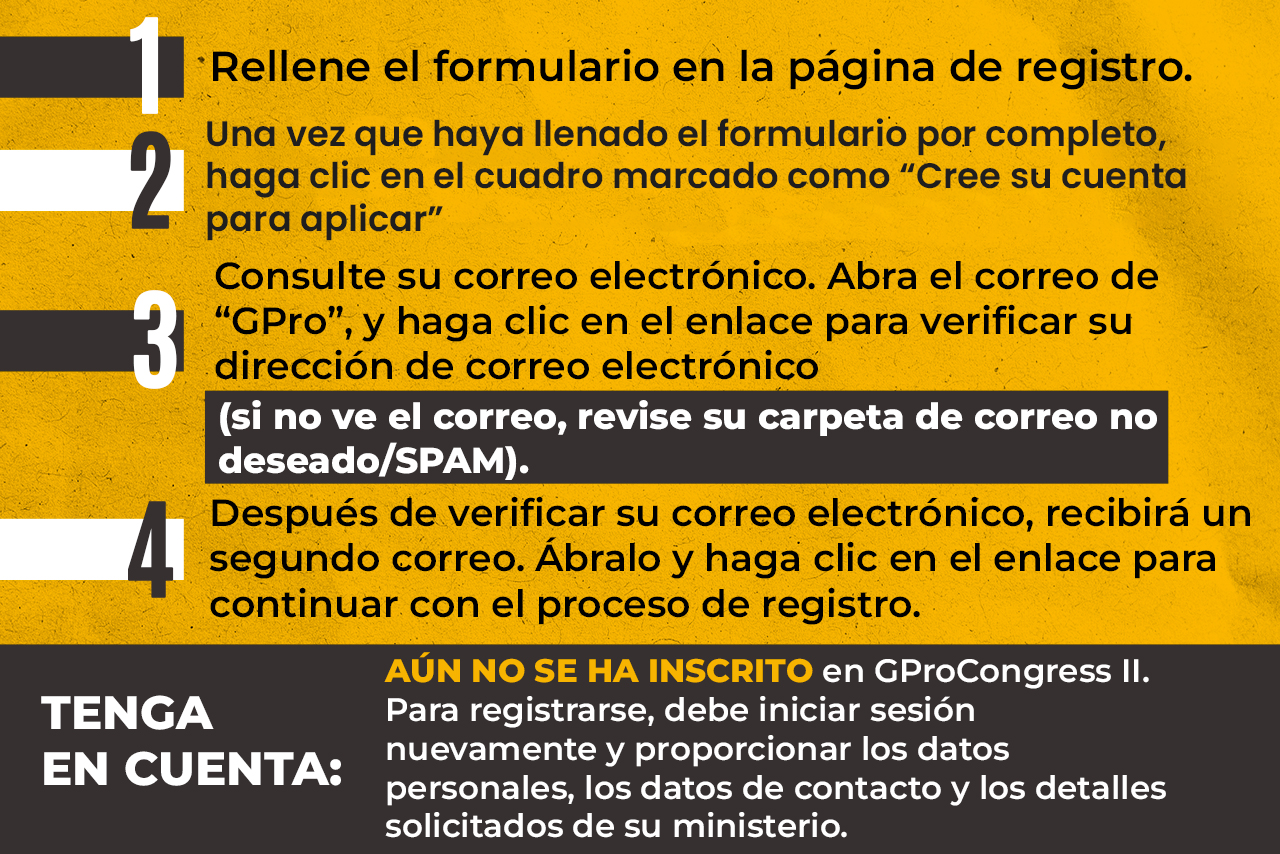 1 Rellene el formulario en la página de registro.
2 Una vez que haya llenado el formulario por completo,
haga clic en el cuadro marcado como “Cree su cuenta
para aplicar”
3 Consulte su correo electrónico. Abra el correo de
“GPro”, y haga clic en el enlace para verificar su
dirección de correo electrónico
(si no ve el correo, revise su carpeta de correo no
deseado/SPAM).
4 Después de verificar su correo electrónico, recibirá un
segundo correo. Ábralo y haga clic en el enlace para
continuar con el proceso de registro.
TENGA
EN CUENTA:
AÚN NO SE HA INSCRITO en GProCongress II.
Para registrarse, debe iniciar sesión
nuevamente y proporcionar los datos
personales, los datos de contacto y los detalles
solicitados de su ministerio.